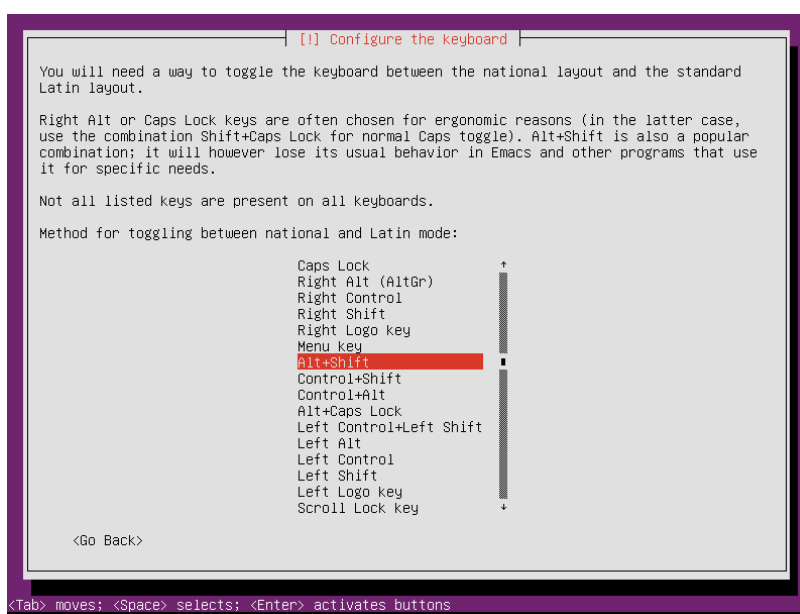 [!] Configure the keyboard
You will need a way to toggle the keyboard between the national layout and the standard
Latin layout.
Right Alt or Caps Lock keys are often chosen for ergonomic reasons (in the latter case,
use the combination Shift+Caps Lock for normal Caps toggle). Alt+Shift is also a popular
combination; it will however lose its usual behavior in Emacs and other programs that use
it for specific needs.
Not all listed keys are present on all keyboards.
Method for toggling between national and Latin mode:
Caps Lock
Right Alt (AltGr)
Right Control
Right Shift
Right Logo key
Menu key
Alt+Shift
Control+Shift
Control+Alt
Alt+Caps Lock
Left Control+Left Shift
Left Alt
Left Control
Left Shift
Left Logo key
Scroll Lock key
<Go Back>
<Tab> moves; <Space> selects; <Enter> activates buttons